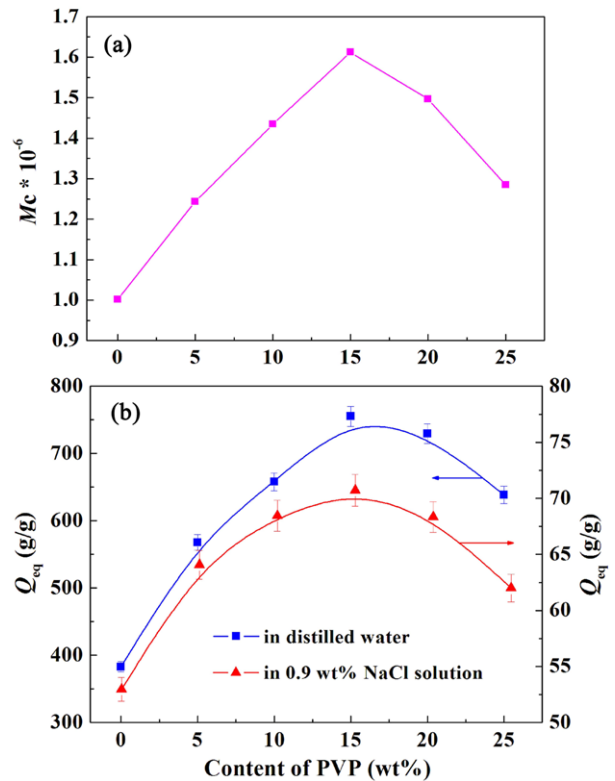 (a)
1.7
1.6
1.5
1.4
1.3
1.2
1.1
1.0
0.9
Mc * 10-6
0 5 10 15 20 25
(b)
800
700
600
500
400
300
Qeq (g/g)
80
75
70
65
60
55
50
Qeq (g/g)
in distilled water
in 0.9 wt% NaCl solution
0 5 10 15 20 25
Content of PVP (wt%)